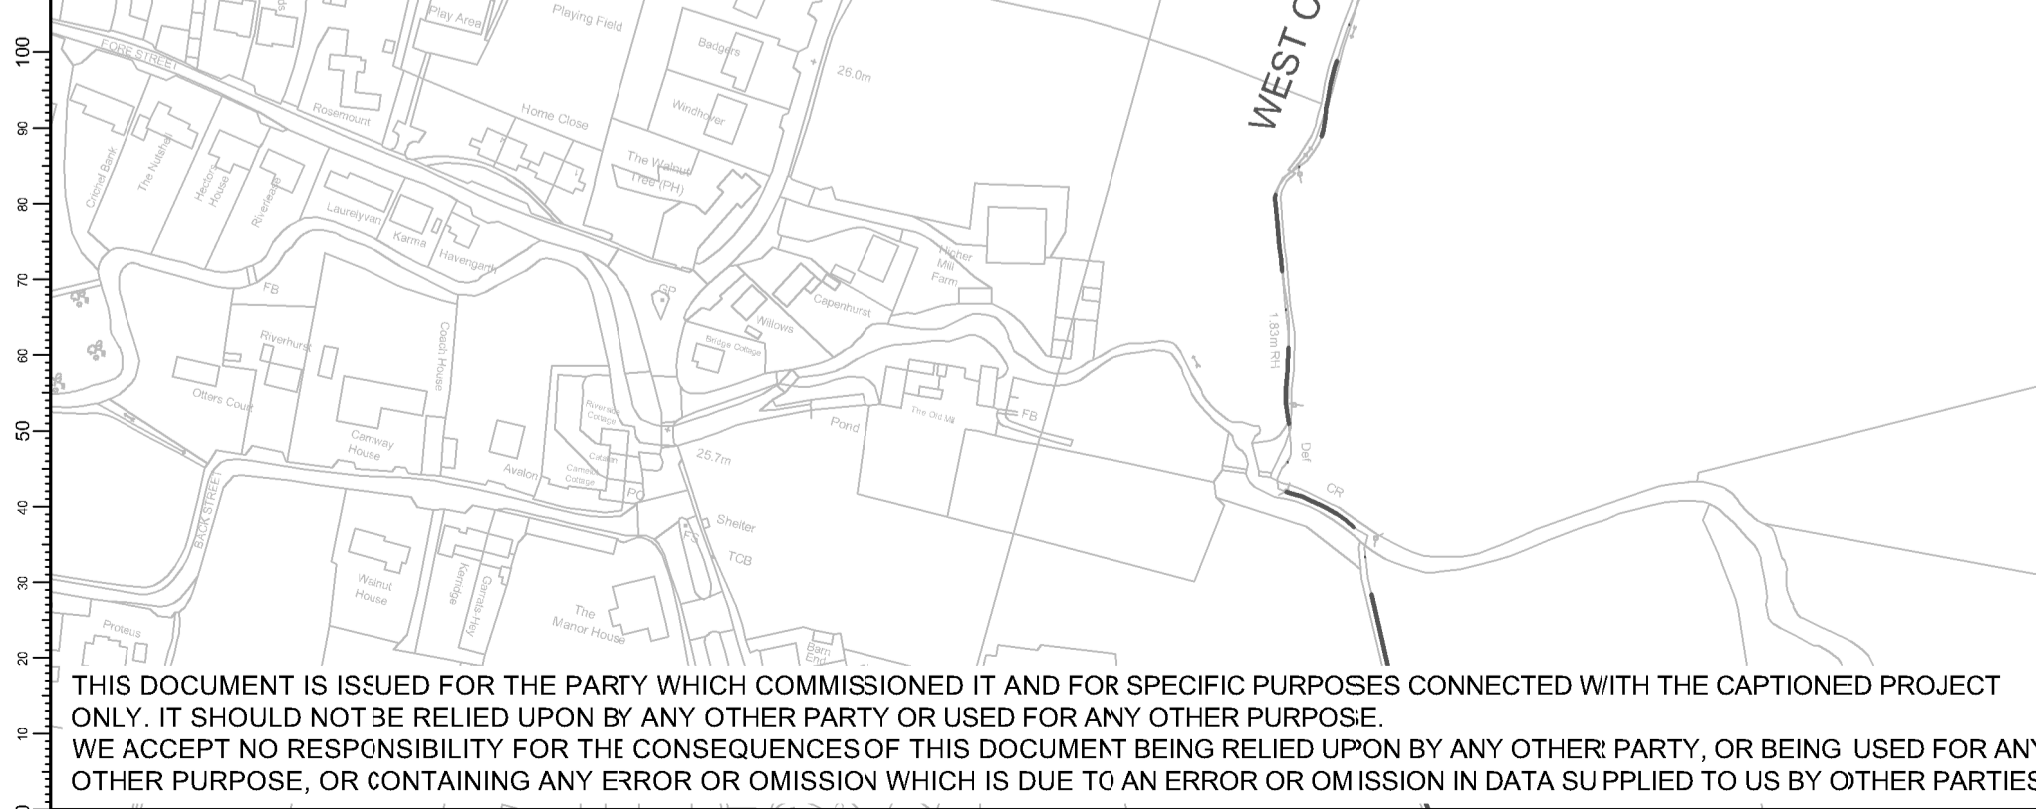 100
90
80
70
60
50
40
30
20
10
Play Area
Playing Field
Badgers
26.0m
WEST
FORE STREET
Rosemount
Home Close
Windhover
The Walnut
Tree (PH)
Critchel Bank
The Nutshell
Hectors
House
Riverlease
Laurelyvan
Karma
Havengarth
Higher
Mill
Farm
FB
GP
Capenhurst
Willows
Bridge Cottage
Riverhurst
Coach House
1.83m RH
Otters Court
Carrway
House
Riverside
Cottage
Camelot
Cottage
Avalon
PO
25.7m
Pond
The Old Mill
FB
Def
CR
BACK STREET
Shelter
FS
TCB
Walnut
House
Kerridge
Garrats-Hey
The
Manor House
Proteus
Barn
End
THIS DOCUMENT IS ISSUED FOR THE PARTY WHICH COMMISSIONED IT AND FOR SPECIFIC PURPOSES CONNECTED WITH THE CAPTIONED PROJECT
ONLY. IT SHOULD NOT BE RELIED UPON BY ANY OTHER PARTY OR USED FOR ANY OTHER PURPOSE.
WE ACCEPT NO RESPONSIBILITY FOR THE CONSEQUENCES OF THIS DOCUMENT BEING RELIED UPON BY ANY OTHER PARTY, OR BEING USED FOR ANY
OTHER PURPOSE, OR CONTAINING ANY ERROR OR OMISSION WHICH IS DUE TO AN ERROR OR OMISSION IN DATA SUPPLIED TO US BY OTHER PARTIES